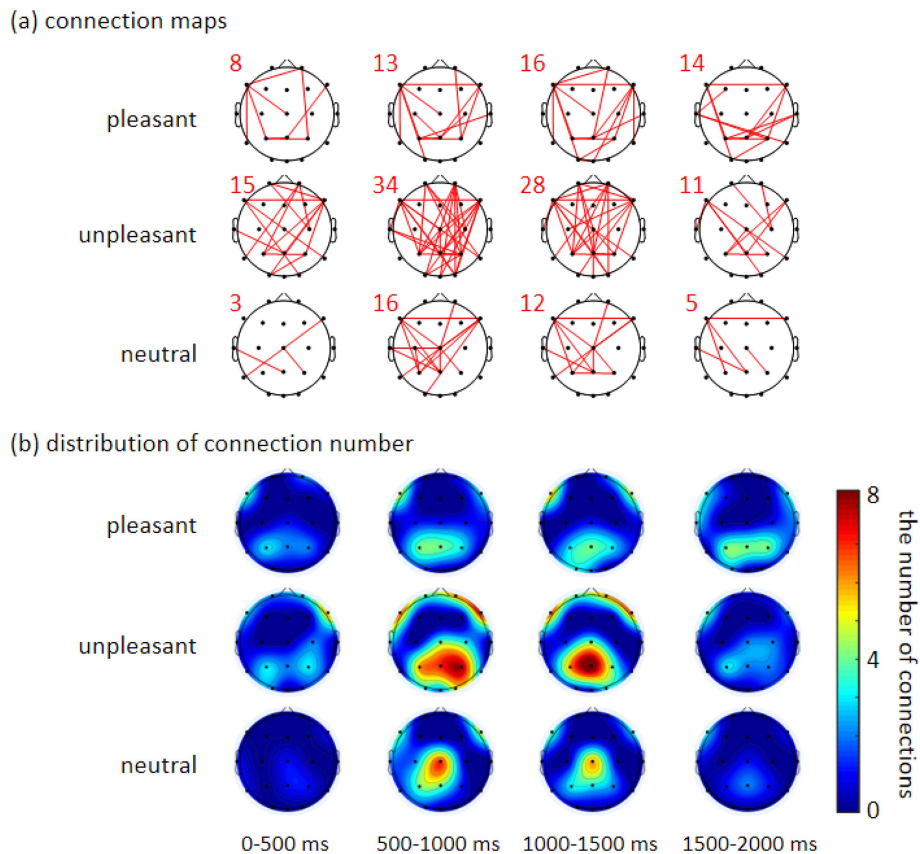 (a) connection maps
8 13 16 14
pleasant
15 34 28 11
unpleasant
3 16 12 5
neutral
(b) distribution of connection number
pleasant
unpleasant
neutral
8
4
0
the number of connections
0-500 ms 500-1000 ms 1000-1500 ms 1500-2000 ms